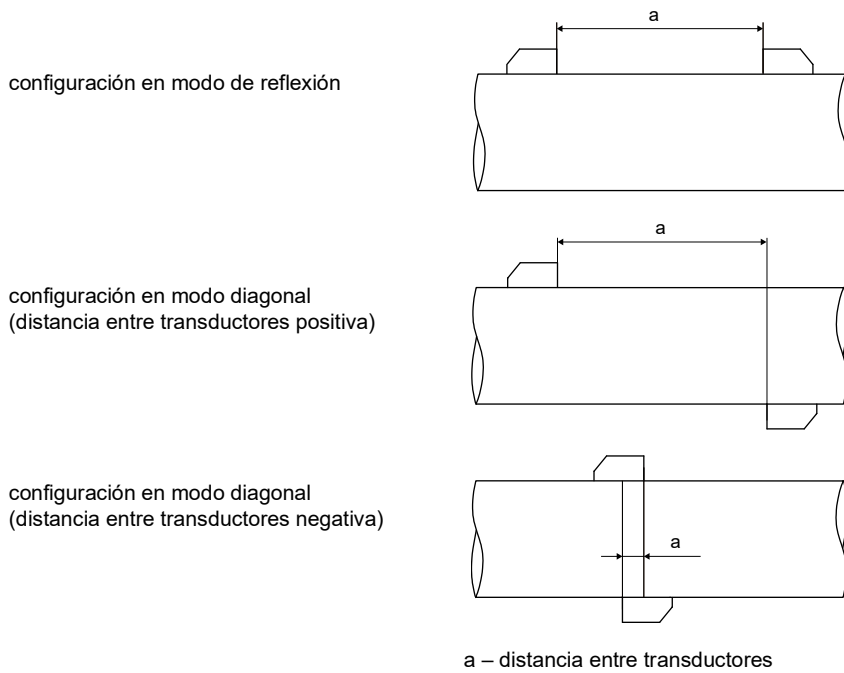 a
configuración en modo de reflexión
a
configuración en modo diagonal
(distancia entre transductores positiva)
configuración en modo diagonal
(distancia entre transductores negativa)
a
a – distancia entre transductores